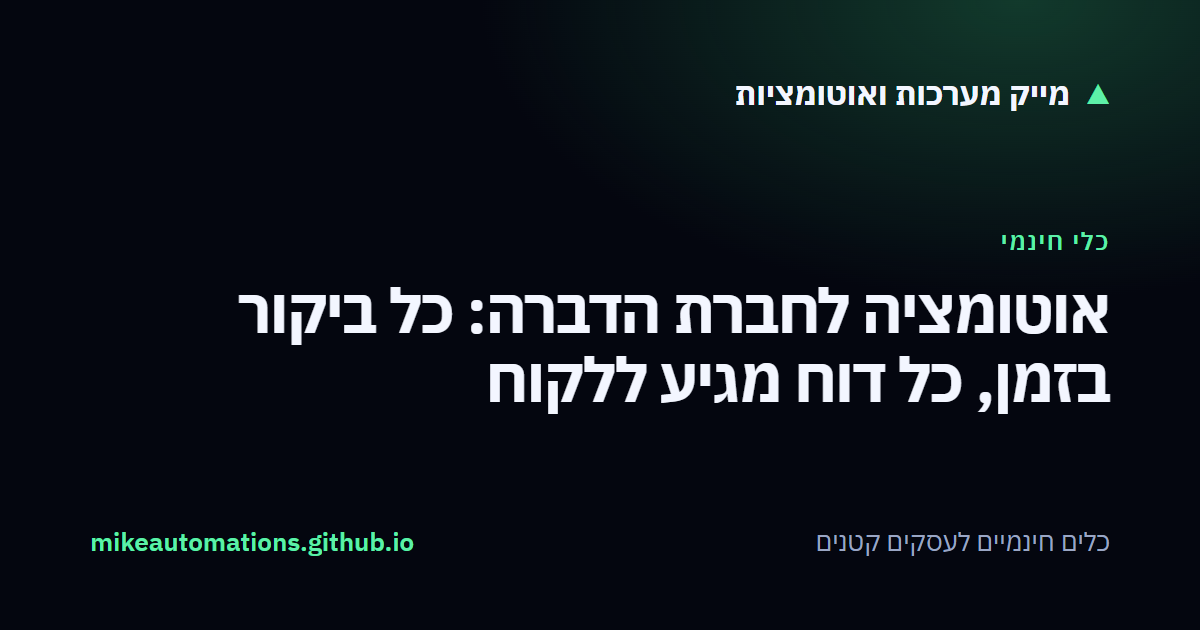 מייק מערכות ואוטומציות
כלי חינמי
אוטומציה לחברת הדברה: כל ביקור
בזמן, כל דוח מגיע ללקוח
כלים חינמיים לעסקים קטנים
mikeautomations.github.io